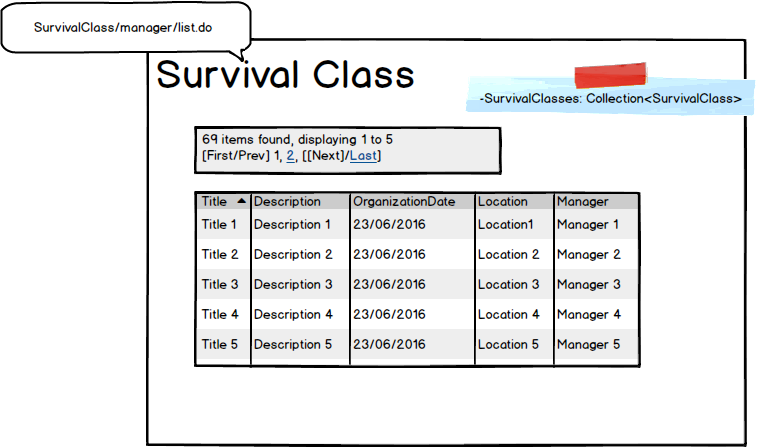 SurvivalClass/manager/list.do
Survival Class
-SurvivalClasses: Collection<SurvivalClass>
69 items found, displaying 1 to 5
[First/Prev] 1, 2, [[Next]/Last]
Title Description OrganizationDate Location Manager
Title 1 Description 1 23/06/2016 Location1 Manager 1
Title 2 Description 2 23/06/2016 Location 2 Manager 2
Title 3 Description 3 23/06/2016 Location 3 Manager 3
Title 4 Description 4 23/06/2016 Location 4 Manager 4
Title 5 Description 5 23/06/2016 Location 5 Manager 5